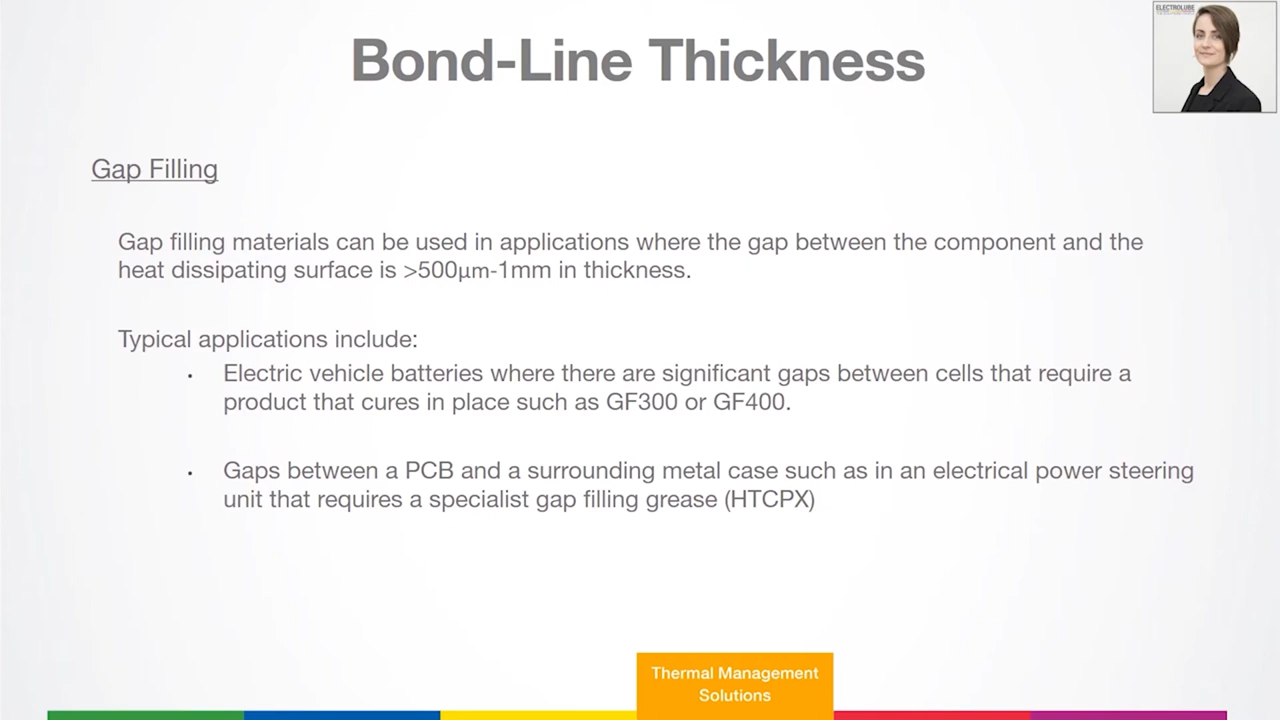 ELECTROLUBE
Bond-Line Thickness
Gap Filling
Gap filling materials can be used in applications where the gap between the component and the
heat dissipating surface is >500μm-1mm in thickness.
Typical applications include:
• Electric vehicle batteries where there are significant gaps between cells that require a
product that cures in place such as GF300 or GF400.
• Gaps between a PCB and a surrounding metal case such as in an electrical power steering
unit that requires a specialist gap filling grease (HTCPX)
Thermal Management
Solutions